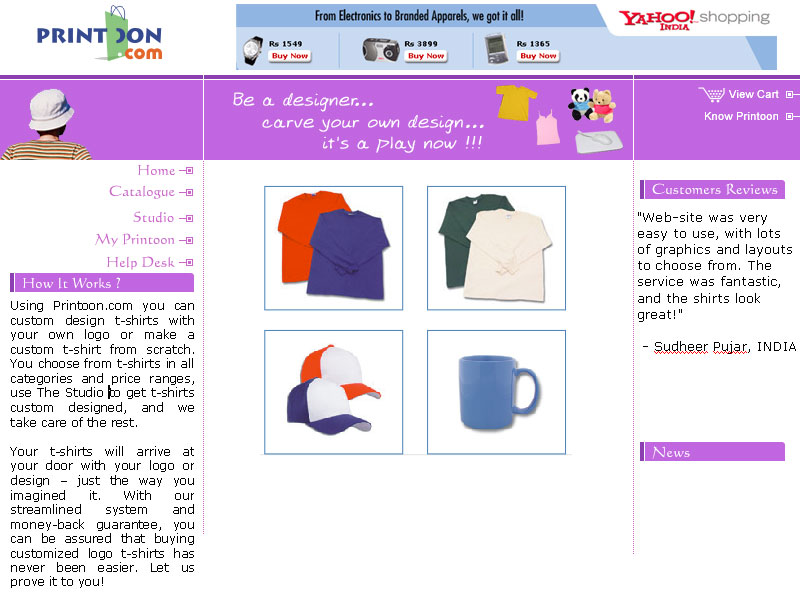 PRINTOON
.com
From Electronics to Branded Apparels, we got it all!
Rs 1549
Buy Now
Rs 3899
Buy Now
Rs 1365
Buy Now
YAHOO! shopping
INDIA
Be a designer...
carve your own design...
it's a play now !!!
View Cart
Know Printoon
Home
Catalogue
Studio
My Printoon
Help Desk
How It Works ?
Using Printoon.com you can
custom design t-shirts with
your own logo or make a
custom t-shirt from scratch.
You choose from t-shirts in all
categories and price ranges,
use The Studio to get t-shirts
custom designed, and we
take care of the rest.
Your t-shirts will arrive at
your door with your logo or
design – just the way you
imagined it. With our
streamlined system and
money-back guarantee, you
can be assured that buying
customized logo t-shirts has
never been easier. Let us
prove it to you!
Customers Reviews
"Web-site was very
easy to use, with lots
of graphics and layouts
to choose from. The
service was fantastic,
and the shirts look
great!"
- Sudheer Pujar, INDIA
News